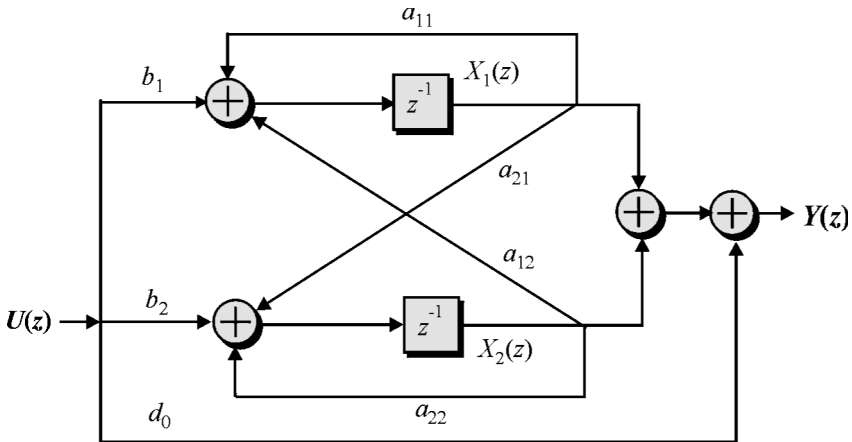 a₁₁
b₁
z⁻¹
X₁(z)
a₂₁
Y(z)
a₁₂
U(z)
b₂
z⁻¹
X₂(z)
a₂₂
d₀